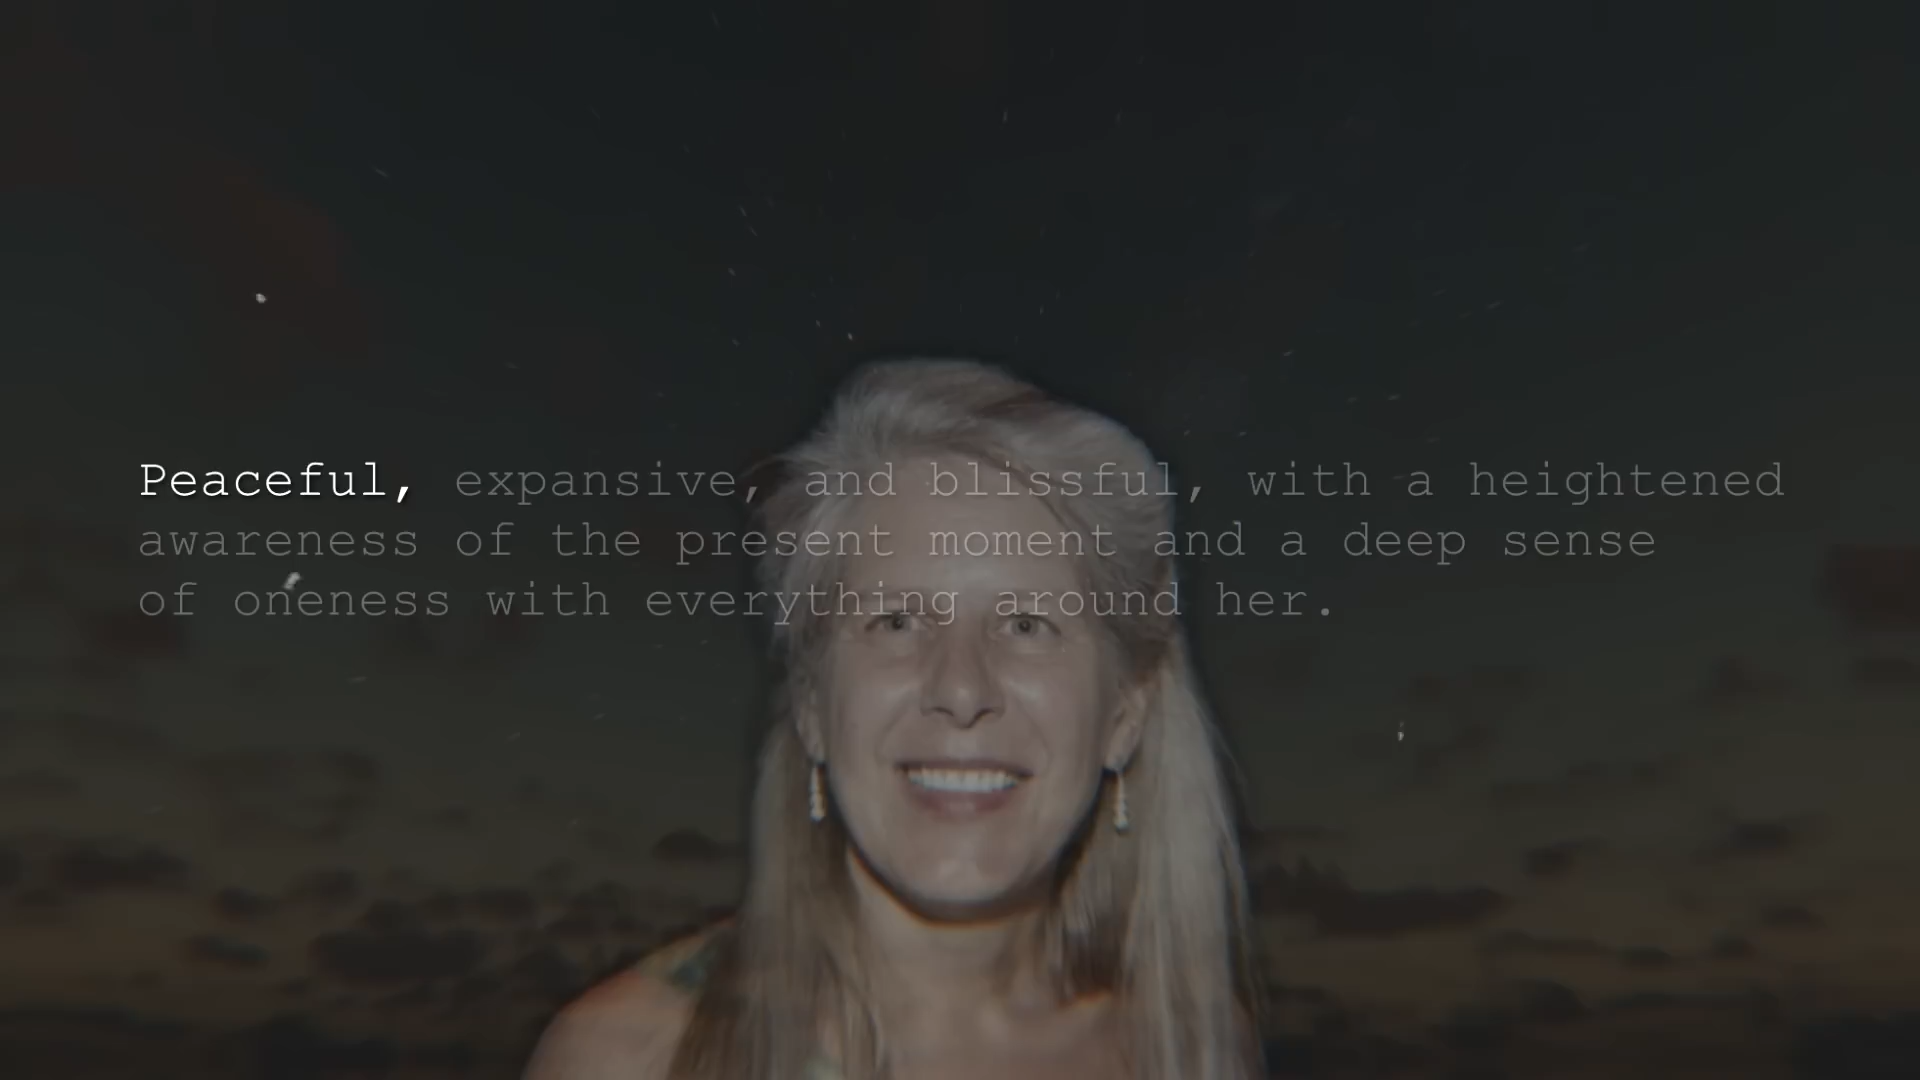 Peaceful, expansive, and blissful, with a heightened
awareness of the present moment and a deep sense
of oneness with everything around her.